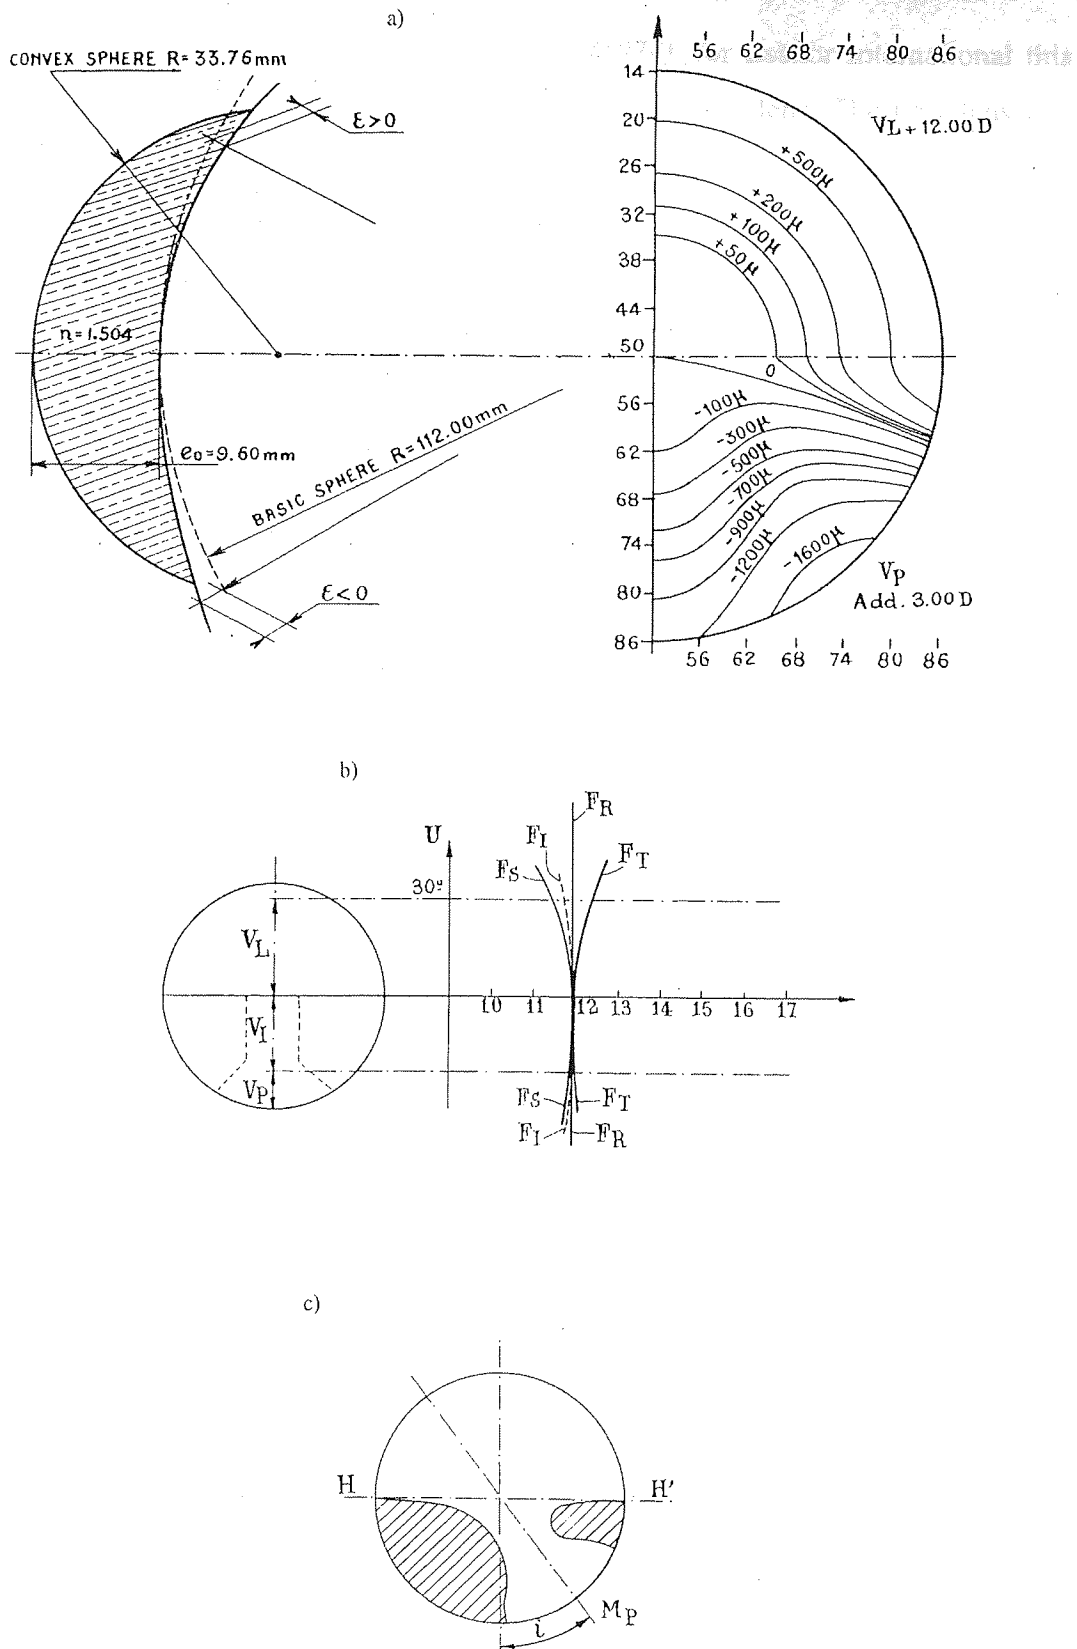 a)
CONVEX SPHERE R=33.76mm
ε>0
n=1.504
e0=9.60mm
BASIC SPHERE R=112.00mm
ε<0
56 62 68 74 80 86
14
20
26
32
38
44
50
56
62
68
74
80
86
56 62 68 74 80 86
VL+12.00D
+500μ
+200μ
+100μ
+50μ
0
-100μ
-300μ
-500μ
-700μ
-900μ
-1200μ
-1600μ
VP
Add. 3.00D
b)
U
30º
FR
FI
FS
FT
VL
VI
VP
10 11 12 13 14 15 16 17
FS
FT
FI
FR
c)
H
H'
MP
i